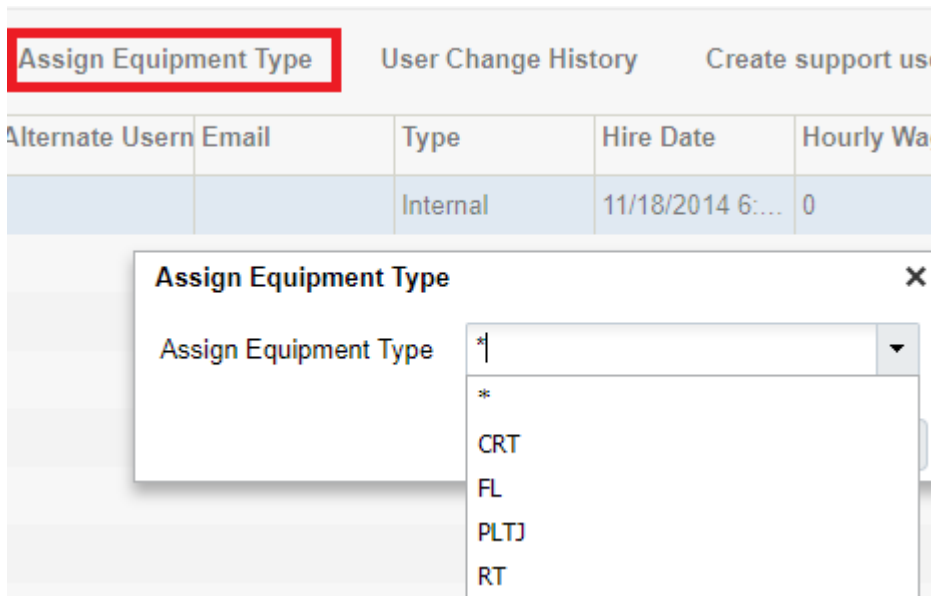 Assign Equipment Type User Change History Create support us
Alternate Usern Email Type Hire Date Hourly Wa
Internal 11/18/2014 6:... 0
Assign Equipment Type
Assign Equipment Type *
*
CRT
FL
PLTJ
RT